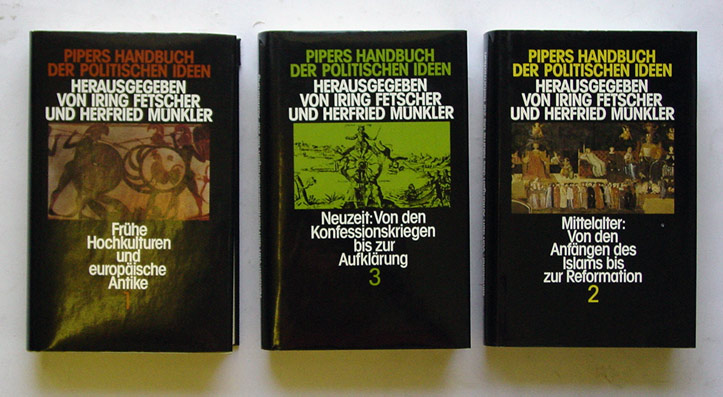 PIPERS HANDBUCH
DER POLITISCHEN IDEEN
HERAUSGEGEBEN
VON IRING FETSCHER
UND HERFRIED MÜNKLER
Frühe
Hochkulturen
und
europäische
Antike
1
PIPERS HANDBUCH
DER POLITISCHEN IDEEN
HERAUSGEGEBEN
VON IRING FETSCHER
UND HERFRIED MÜNKLER
Neuzeit: Von den
Konfessionskriegen
bis zur
Aufklärung
3
PIPERS HANDBUCH
DER POLITISCHEN IDEEN
HERAUSGEGEBEN
VON IRING FETSCHER
UND HERFRIED MÜNKLER
Mittelalter:
Von den
Anfängen des
Islams bis
zur Reformation
2